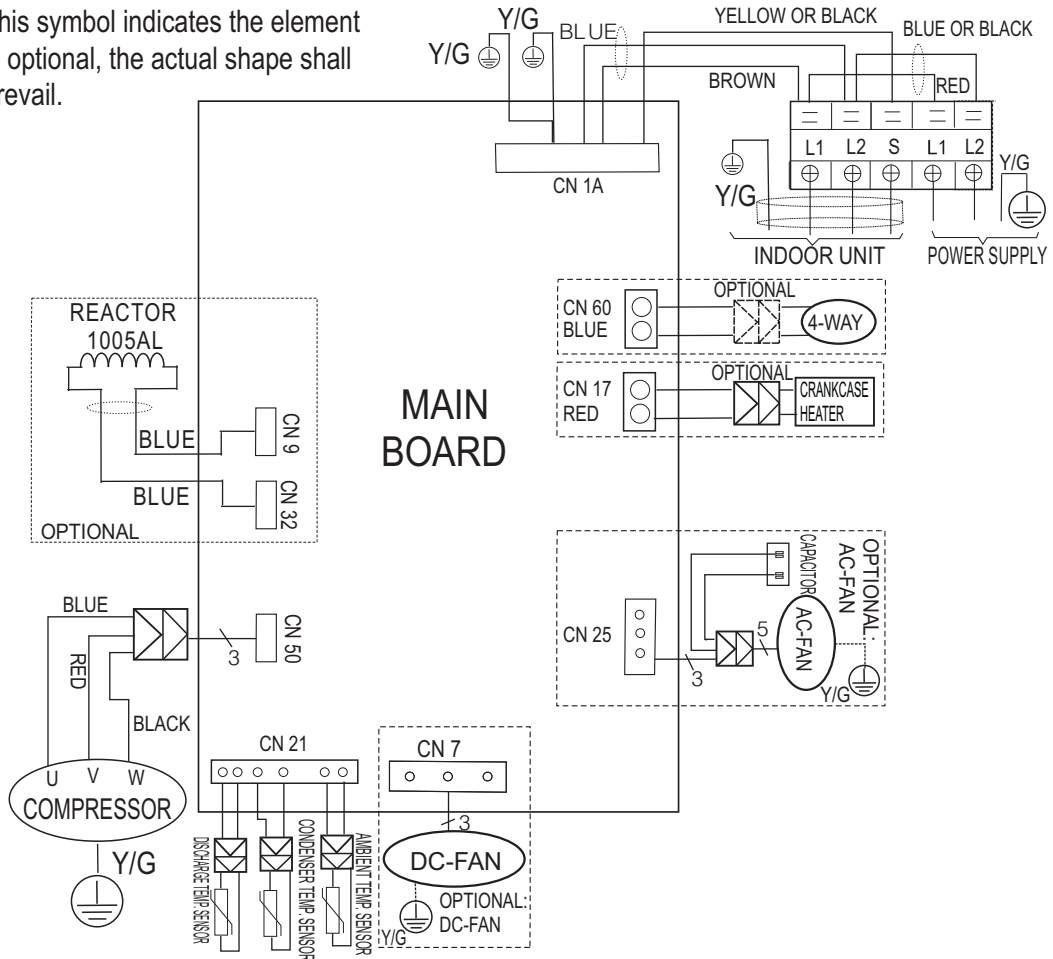 his symbol indicates the element
optional, the actual shape shall
revail.
Y/G
Y/G
BLUE
YELLOW OR BLACK
BLUE OR BLACK
BROWN
RED
L1 L2 S L1 L2
CN 1A
Y/G
Y/G
INDOOR UNIT
POWER SUPPLY
REACTOR
1005AL
BLUE
CN 9
BLUE
CN 32
OPTIONAL
MAIN
BOARD
CN 60
BLUE
OPTIONAL
4-WAY
CN 17
RED
OPTIONAL
CRANKCASE
HEATER
CN 25
3
CAPACITOR
5
AC-FAN
OPTIONAL:
AC-FAN
Y/G
BLUE
RED
BLACK
3
CN 50
U V W
COMPRESSOR
Y/G
CN 21
DISCHARGE TEMP.SENSOR
CONDENSER TEMP. SENSOR
AMBIENT TEMP. SENSOR
CN 7
3
DC-FAN
OPTIONAL:
DC-FAN
Y/G